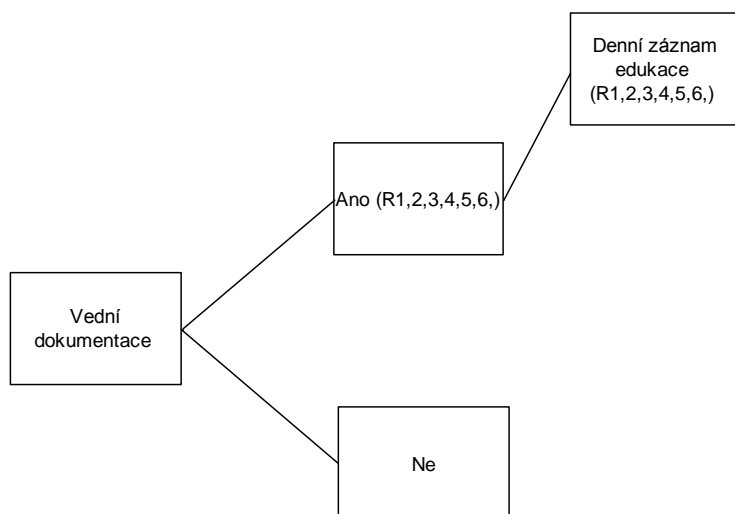 Denní záznam
edukace
(R1,2,3,4,5,6,)
Ano (R1,2,3,4,5,6,)
Vední
dokumentace
Ne